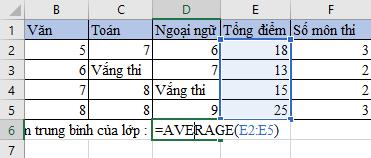 B C D E F
1 Văn Toán Ngoại ngữ Tổng điểm Số môn thi
2 5 7 6 18 3
3 6 Vắng thi 7 13 2
4 7 8 Vắng thi 15 2
5 8 8 9 25 3
6 trung bình của lớp : =AVERAGE(E2:E5)
7